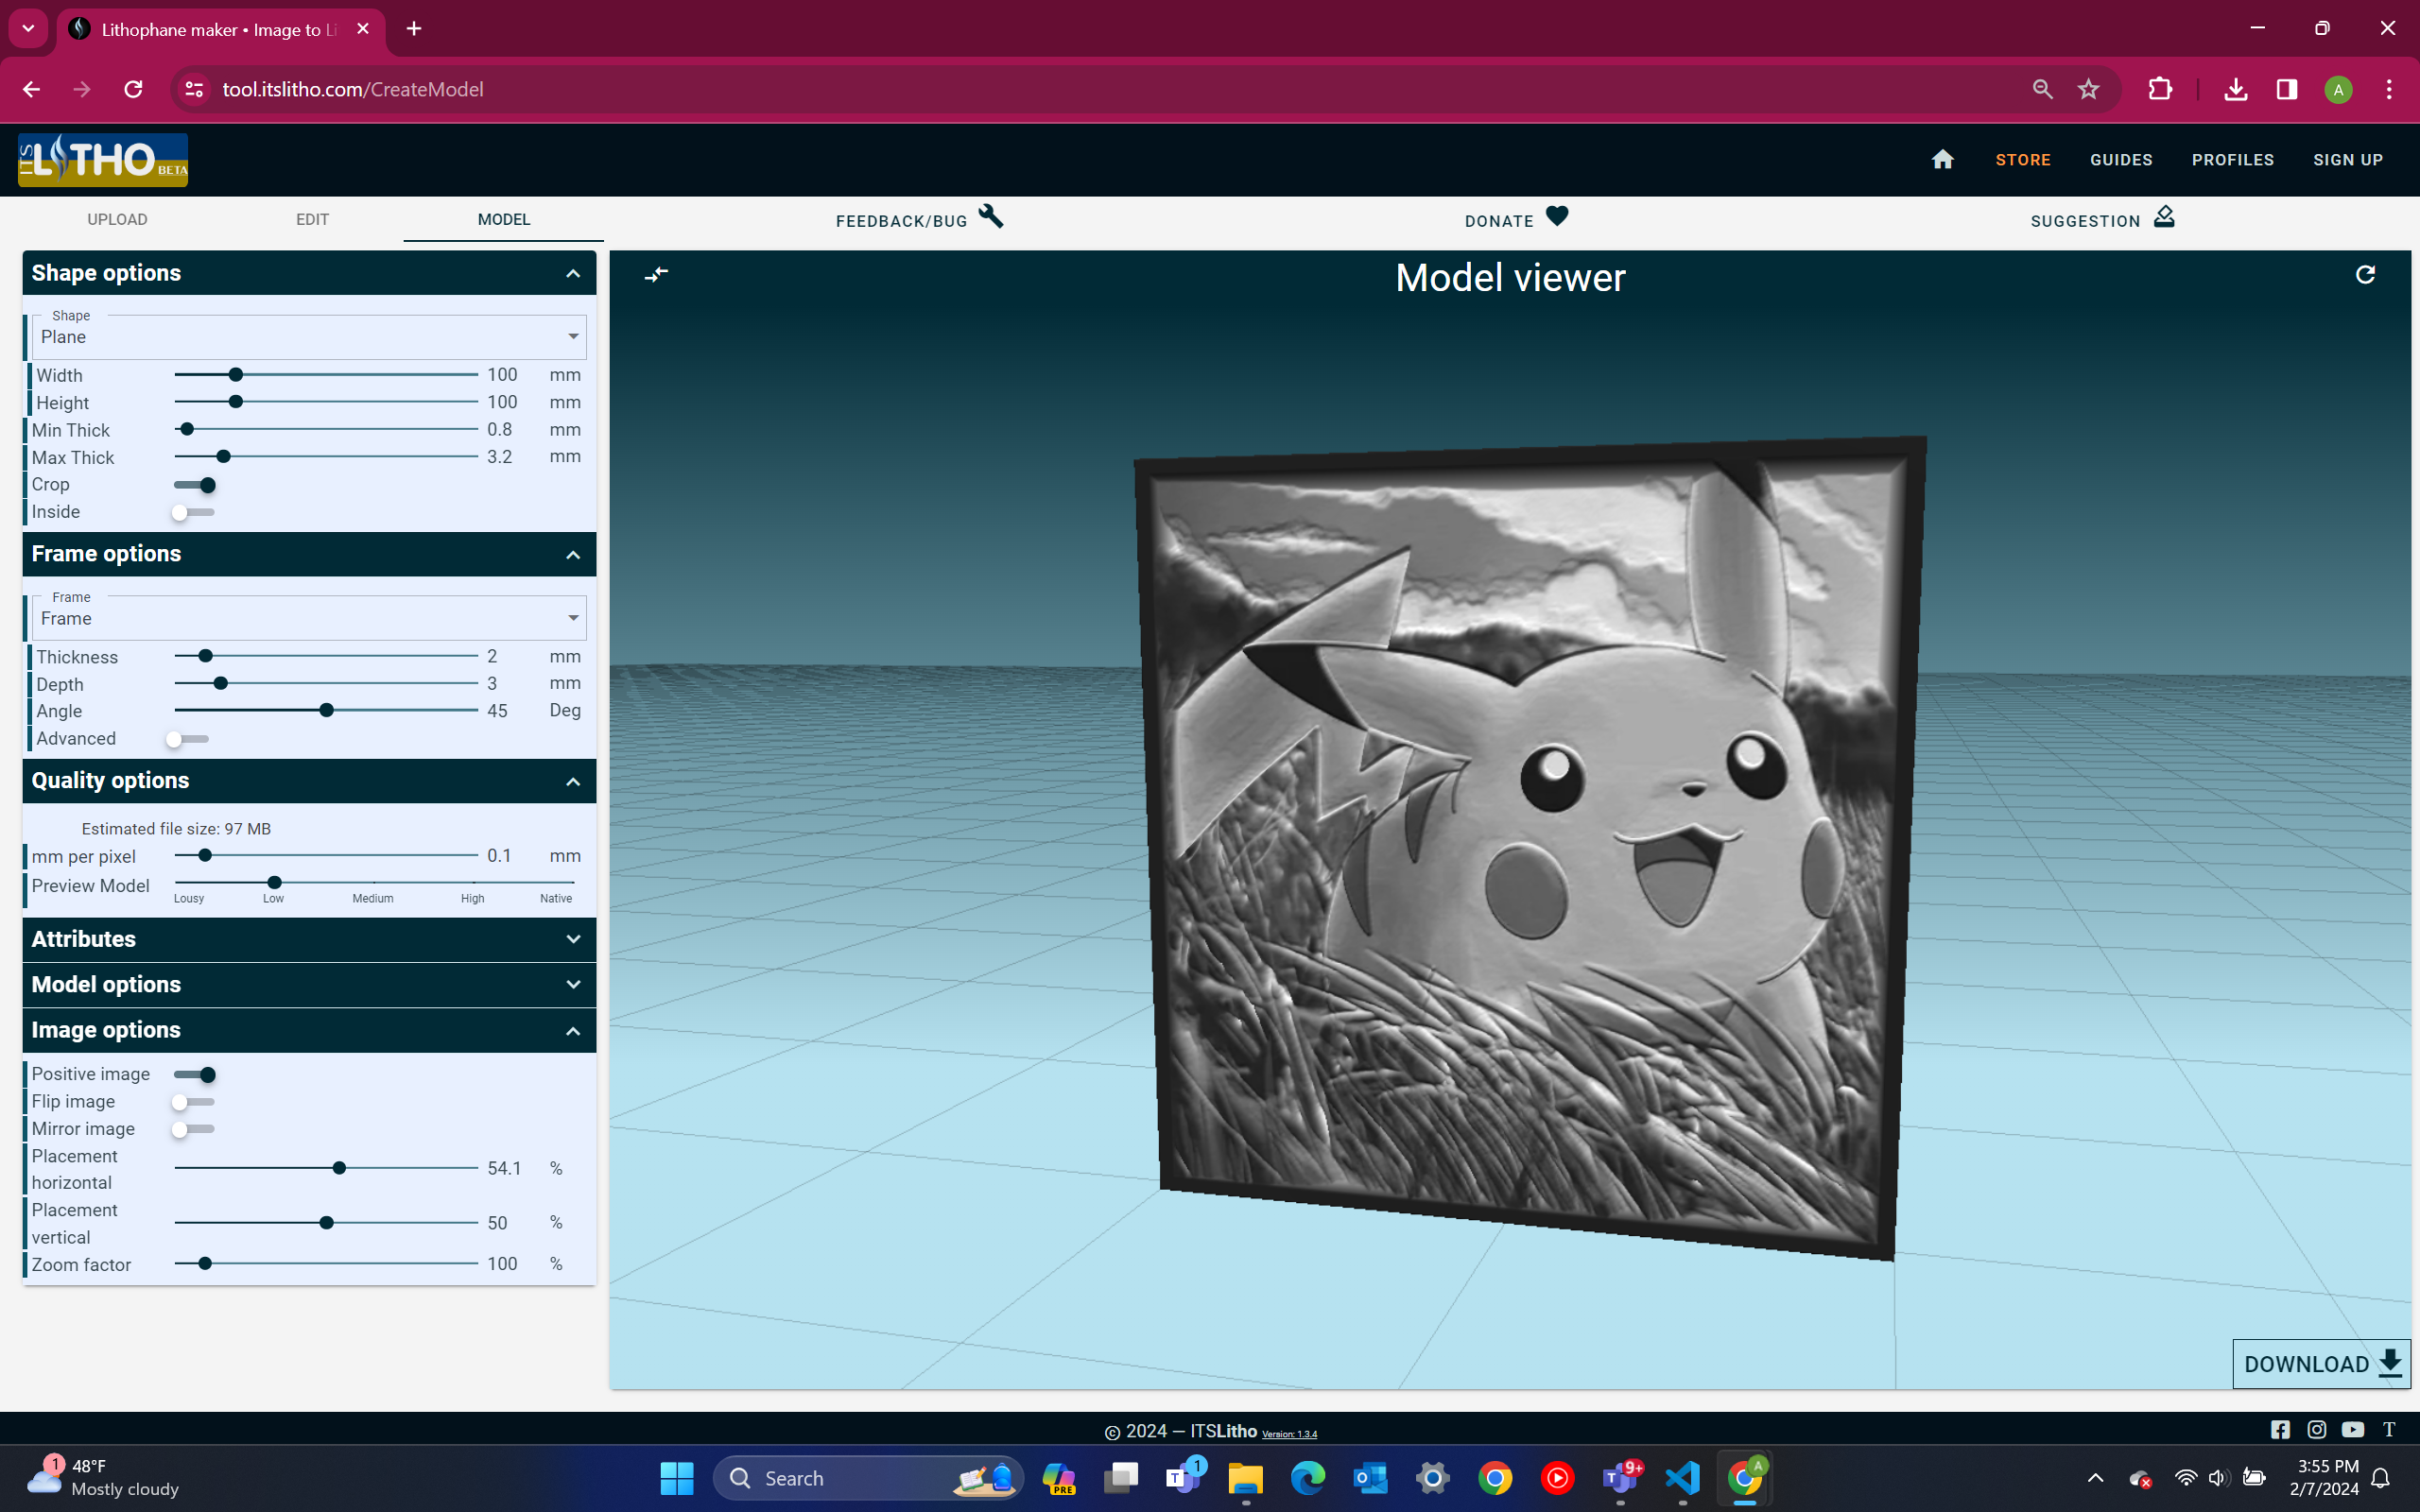 Lithophane maker • Image to Li
tool.itslitho.com/CreateModel
A
ITS LITHO BETA
STORE
GUIDES
PROFILES
SIGN UP
UPLOAD
EDIT
MODEL
FEEDBACK/BUG
DONATE
SUGGESTION
Shape options
Shape
Plane
Width 100 mm
Height 100 mm
Min Thick 0.8 mm
Max Thick 3.2 mm
Crop
Inside
Frame options
Frame
Frame
Thickness 2 mm
Depth 3 mm
Angle 45 Deg
Advanced
Quality options
Estimated file size: 97 MB
mm per pixel 0.1 mm
Preview Model
Lousy Low Medium High Native
Attributes
Model options
Image options
Positive image
Flip image
Mirror image
Placement
horizontal 54.1 %
Placement
vertical 50 %
Zoom factor 100 %
Model viewer
DOWNLOAD
© 2024 — ITSLitho Version: 1.3.4
T
1
48°F
Mostly cloudy
Search
PRE
T 1
O
T 9+
A
3:55 PM
2/7/2024